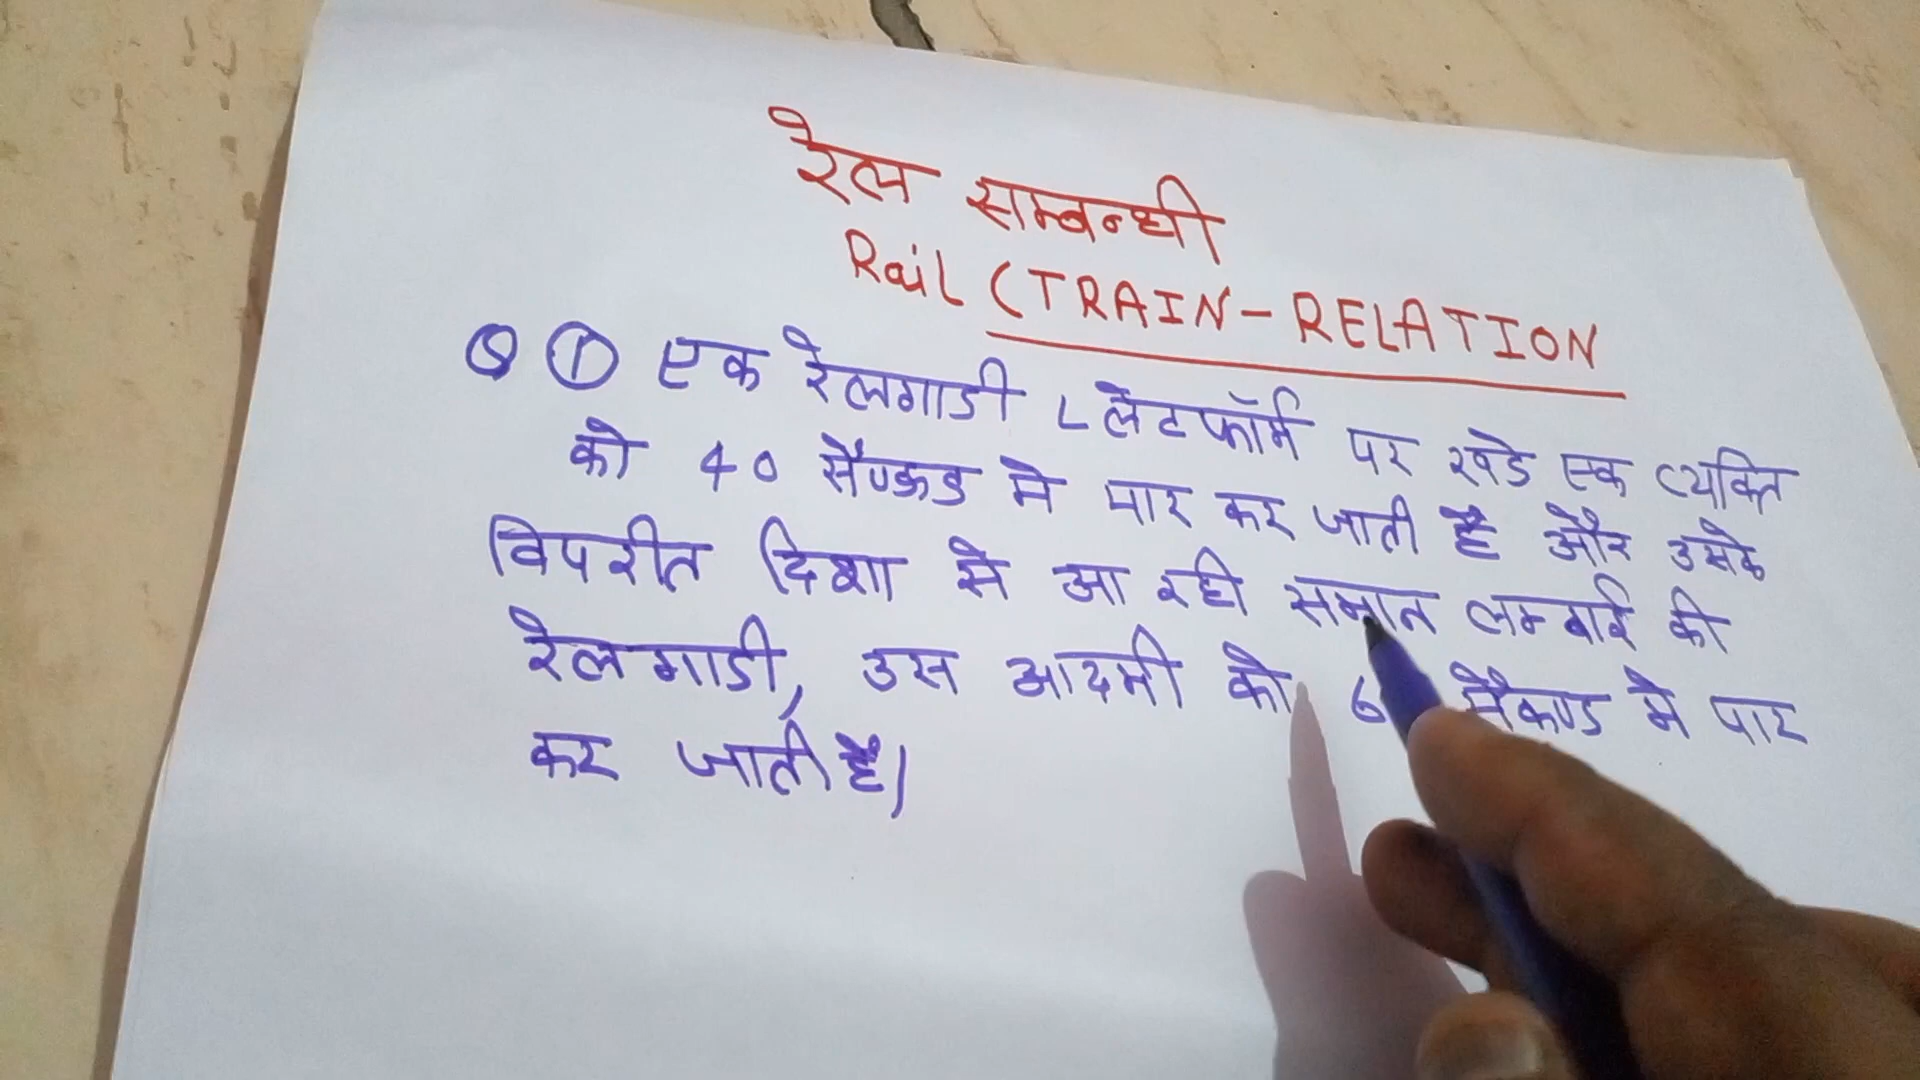 रेल सम्बन्धी
Rail (TRAIN-RELATION
Q ① एक रेलगाडी प्लेटफॉर्म पर खडे एक व्यक्ति
को 40 सैण्कड मे पार कर जाती है और उसके
विपरीत दिशा से आ रही समान लम्बाई की
रेलगाडी, उस आदमी को सैकण्ड मे पार
कर जाती है।